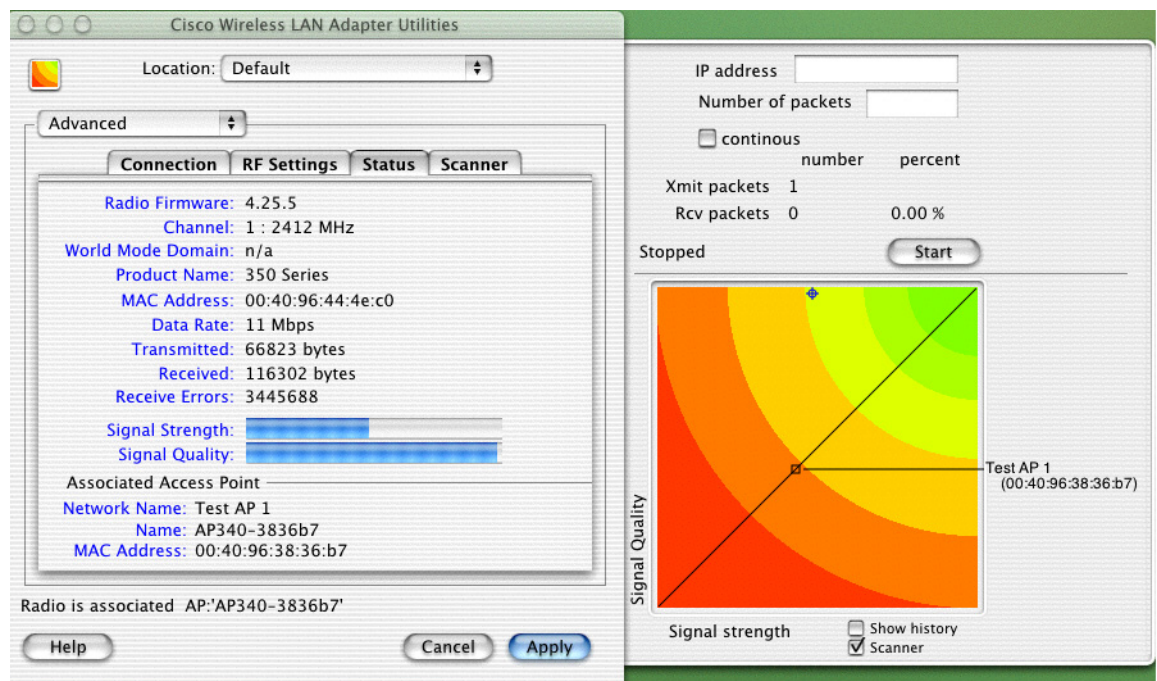 Cisco Wireless LAN Adapter Utilities
Location: Default
Advanced
Connection RF Settings Status Scanner
Radio Firmware: 4.25.5
Channel: 1 : 2412 MHz
World Mode Domain: n/a
Product Name: 350 Series
MAC Address: 00:40:96:44:4e:c0
Data Rate: 11 Mbps
Transmitted: 66823 bytes
Received: 116302 bytes
Receive Errors: 3445688
Signal Strength:
Signal Quality:
Associated Access Point
Network Name: Test AP 1
Name: AP340-3836b7
MAC Address: 00:40:96:38:36:b7
Radio is associated AP:'AP340-3836b7'
Help Cancel Apply
IP address
Number of packets
continous
number percent
Xmit packets 1
Rcv packets 0 0.00 %
Stopped Start
Signal Quality
Test AP 1
(00:40:96:38:36:b7)
Signal strength
Show history
Scanner